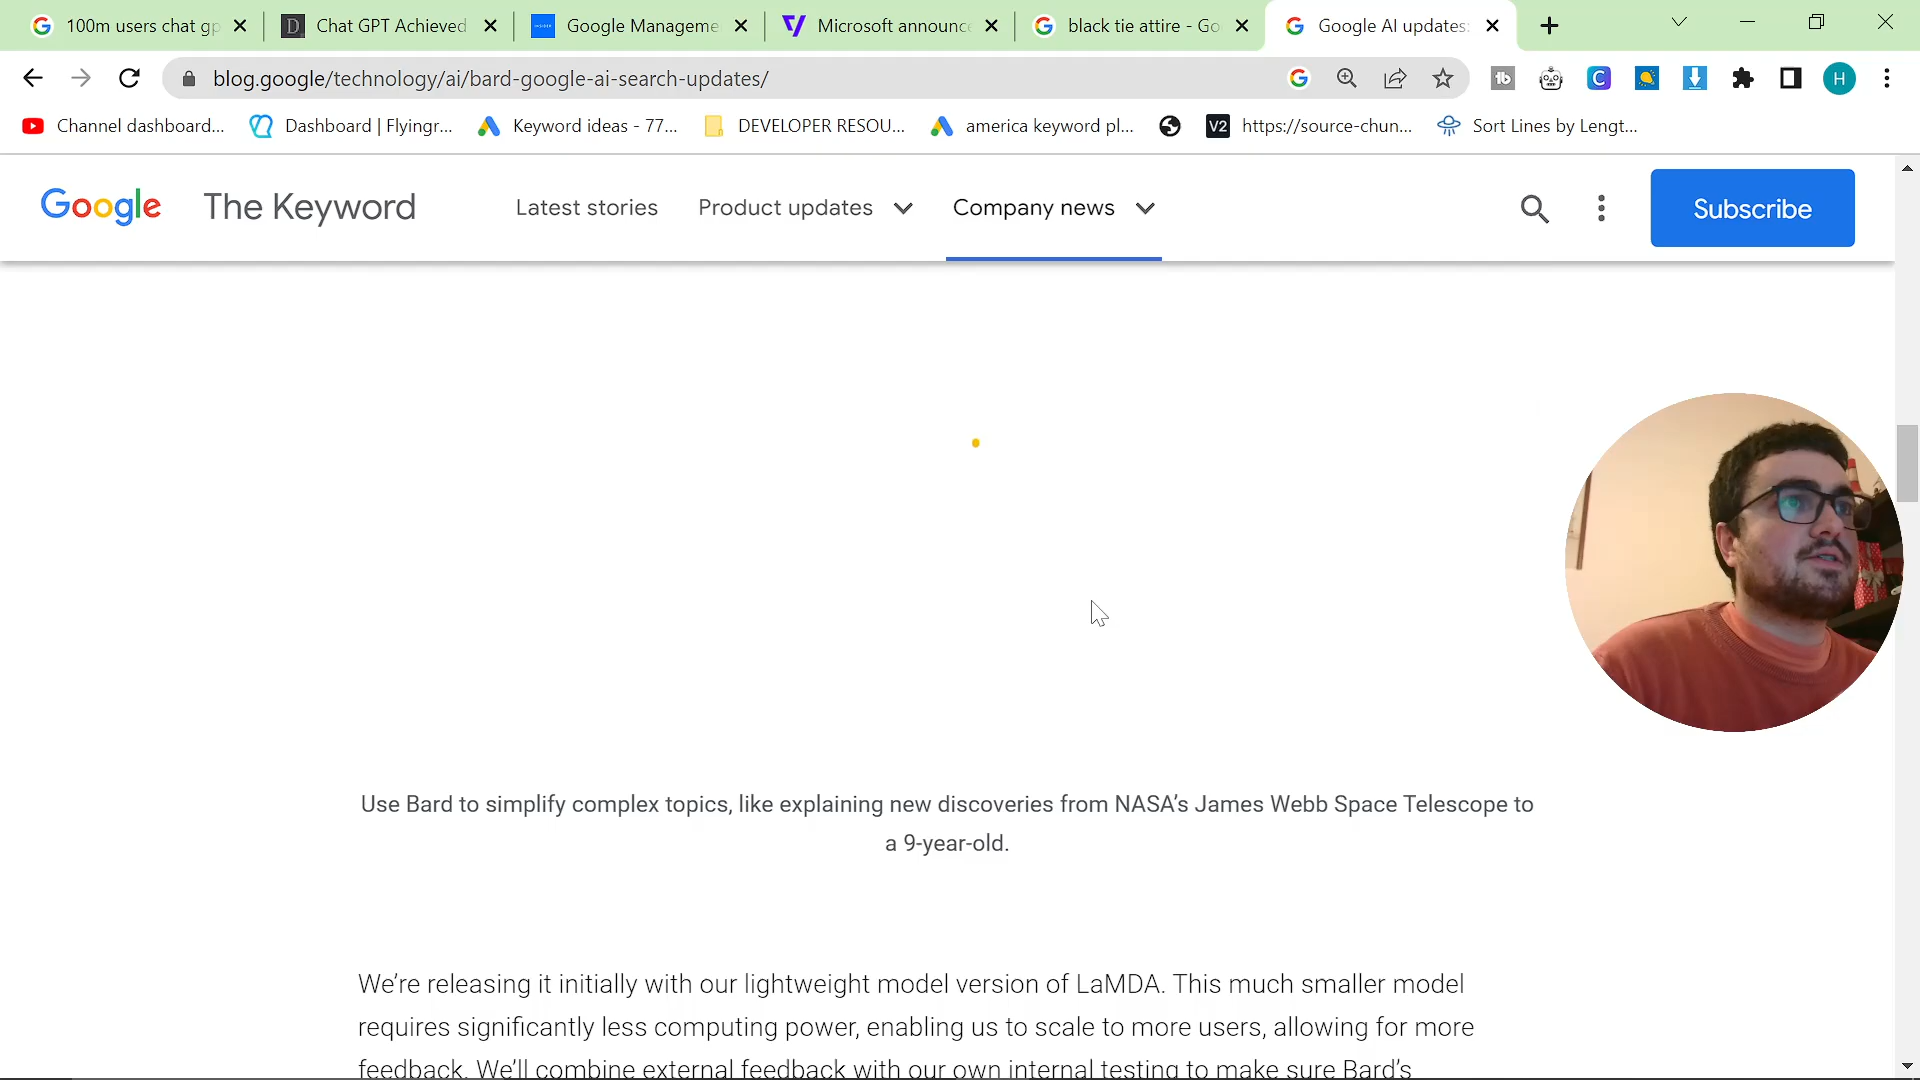 100m users chat gp
Chat GPT Achieved
Google Manageme
Microsoft announc
black tie attire - Go
Google AI updates:
blog.google/technology/ai/bard-google-ai-search-updates/
H
Channel dashboard...
Dashboard | Flyingr...
Keyword ideas - 77...
DEVELOPER RESOU...
america keyword pl...
V2
https://source-chun...
Sort Lines by Lengt...
Google The Keyword
Latest stories
Product updates
Company news
Subscribe
Use Bard to simplify complex topics, like explaining new discoveries from NASA’s James Webb Space Telescope to
a 9-year-old.
We’re releasing it initially with our lightweight model version of LaMDA. This much smaller model
requires significantly less computing power, enabling us to scale to more users, allowing for more
feedback. We’ll combine external feedback with our own internal testing to make sure Bard’s